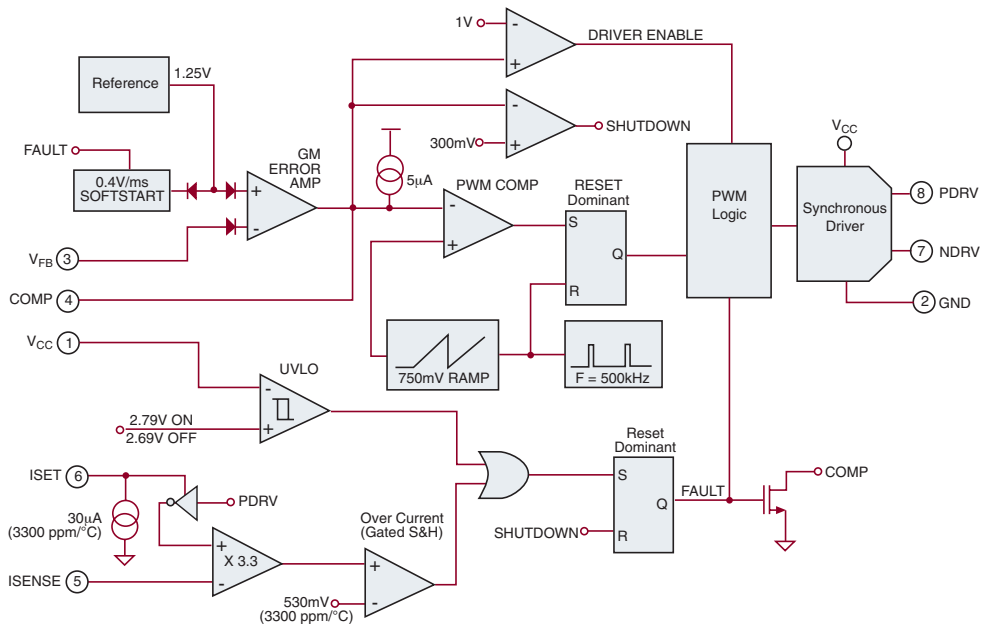 1V
-
+
DRIVER ENABLE
Reference
1.25V
-
+
300mV
SHUTDOWN
FAULT
0.4V/ms
SOFTSTART
GM
ERROR
AMP
+
-
5µA
PWM COMP
-
+
RESET
Dominant
S
Q
R
PWM
Logic
VCC
Synchronous
Driver
8 PDRV
7 NDRV
2 GND
VFB 3
COMP 4
VCC 1
750mV RAMP
F = 500kHz
UVLO
-
+
2.79V ON
2.69V OFF
Reset
Dominant
S
Q
R
FAULT
COMP
SHUTDOWN
ISET 6
PDRV
30µA
(3300 ppm/°C)
+
X 3.3
-
Over Current
(Gated S&H)
+
-
ISENSE 5
530mV
(3300 ppm/°C)